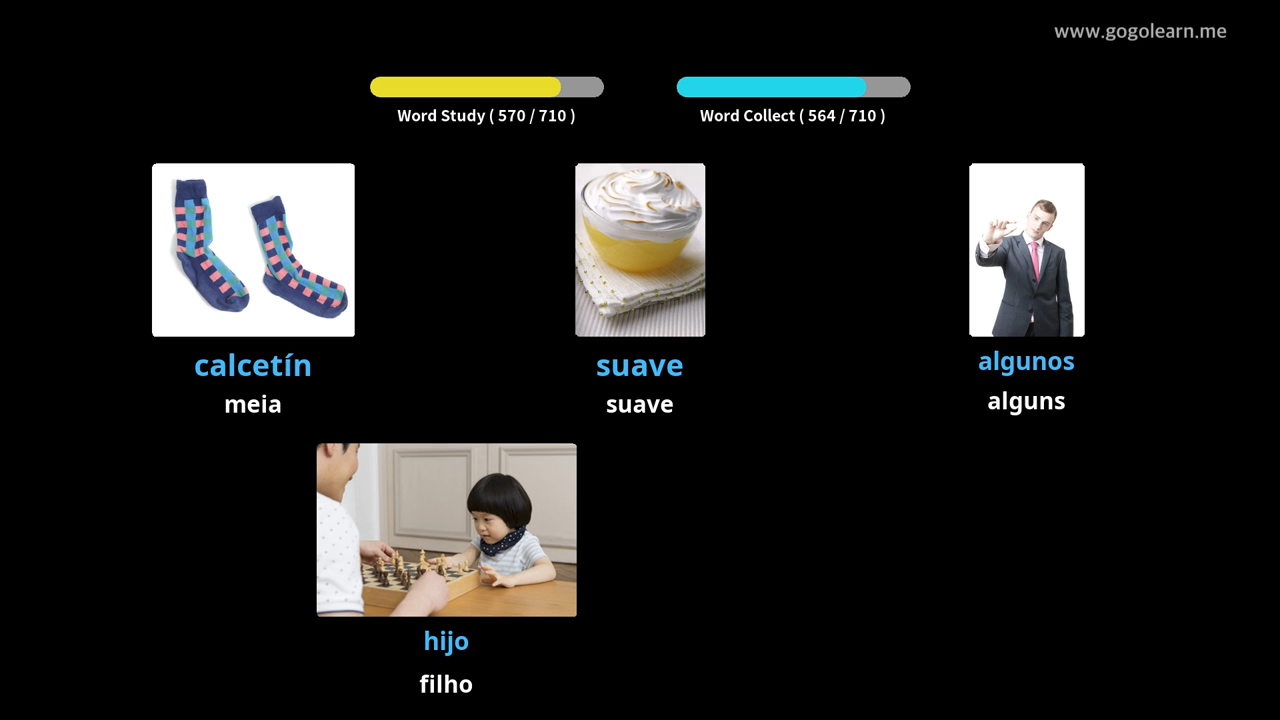 www.gogolearn.me
Word Study ( 570 / 710 )
Word Collect ( 564 / 710 )
calcetín
meia
suave
suave
algunos
alguns
hijo
filho